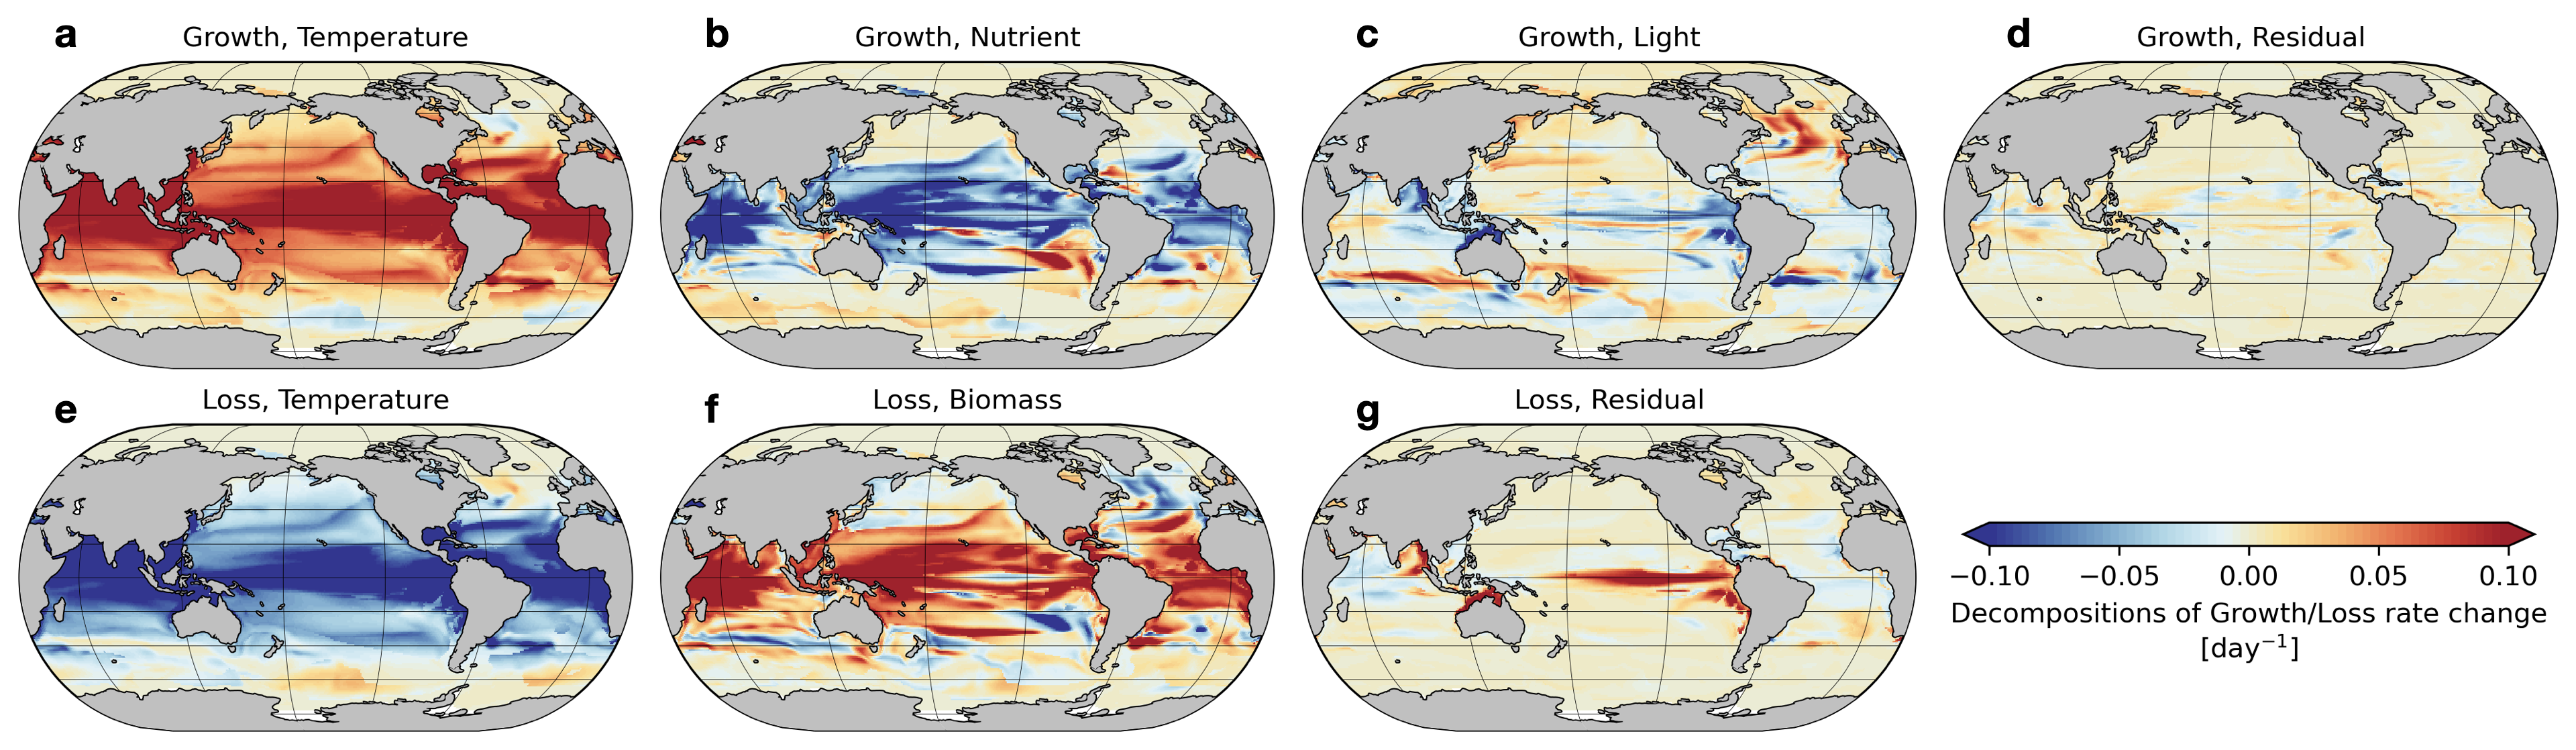 a
Growth, Temperature
b
Growth, Nutrient
c
Growth, Light
d
Growth, Residual
e
Loss, Temperature
f
Loss, Biomass
g
Loss, Residual
−0.10 −0.05 0.00 0.05 0.10
Decompositions of Growth/Loss rate change
[day⁻¹]